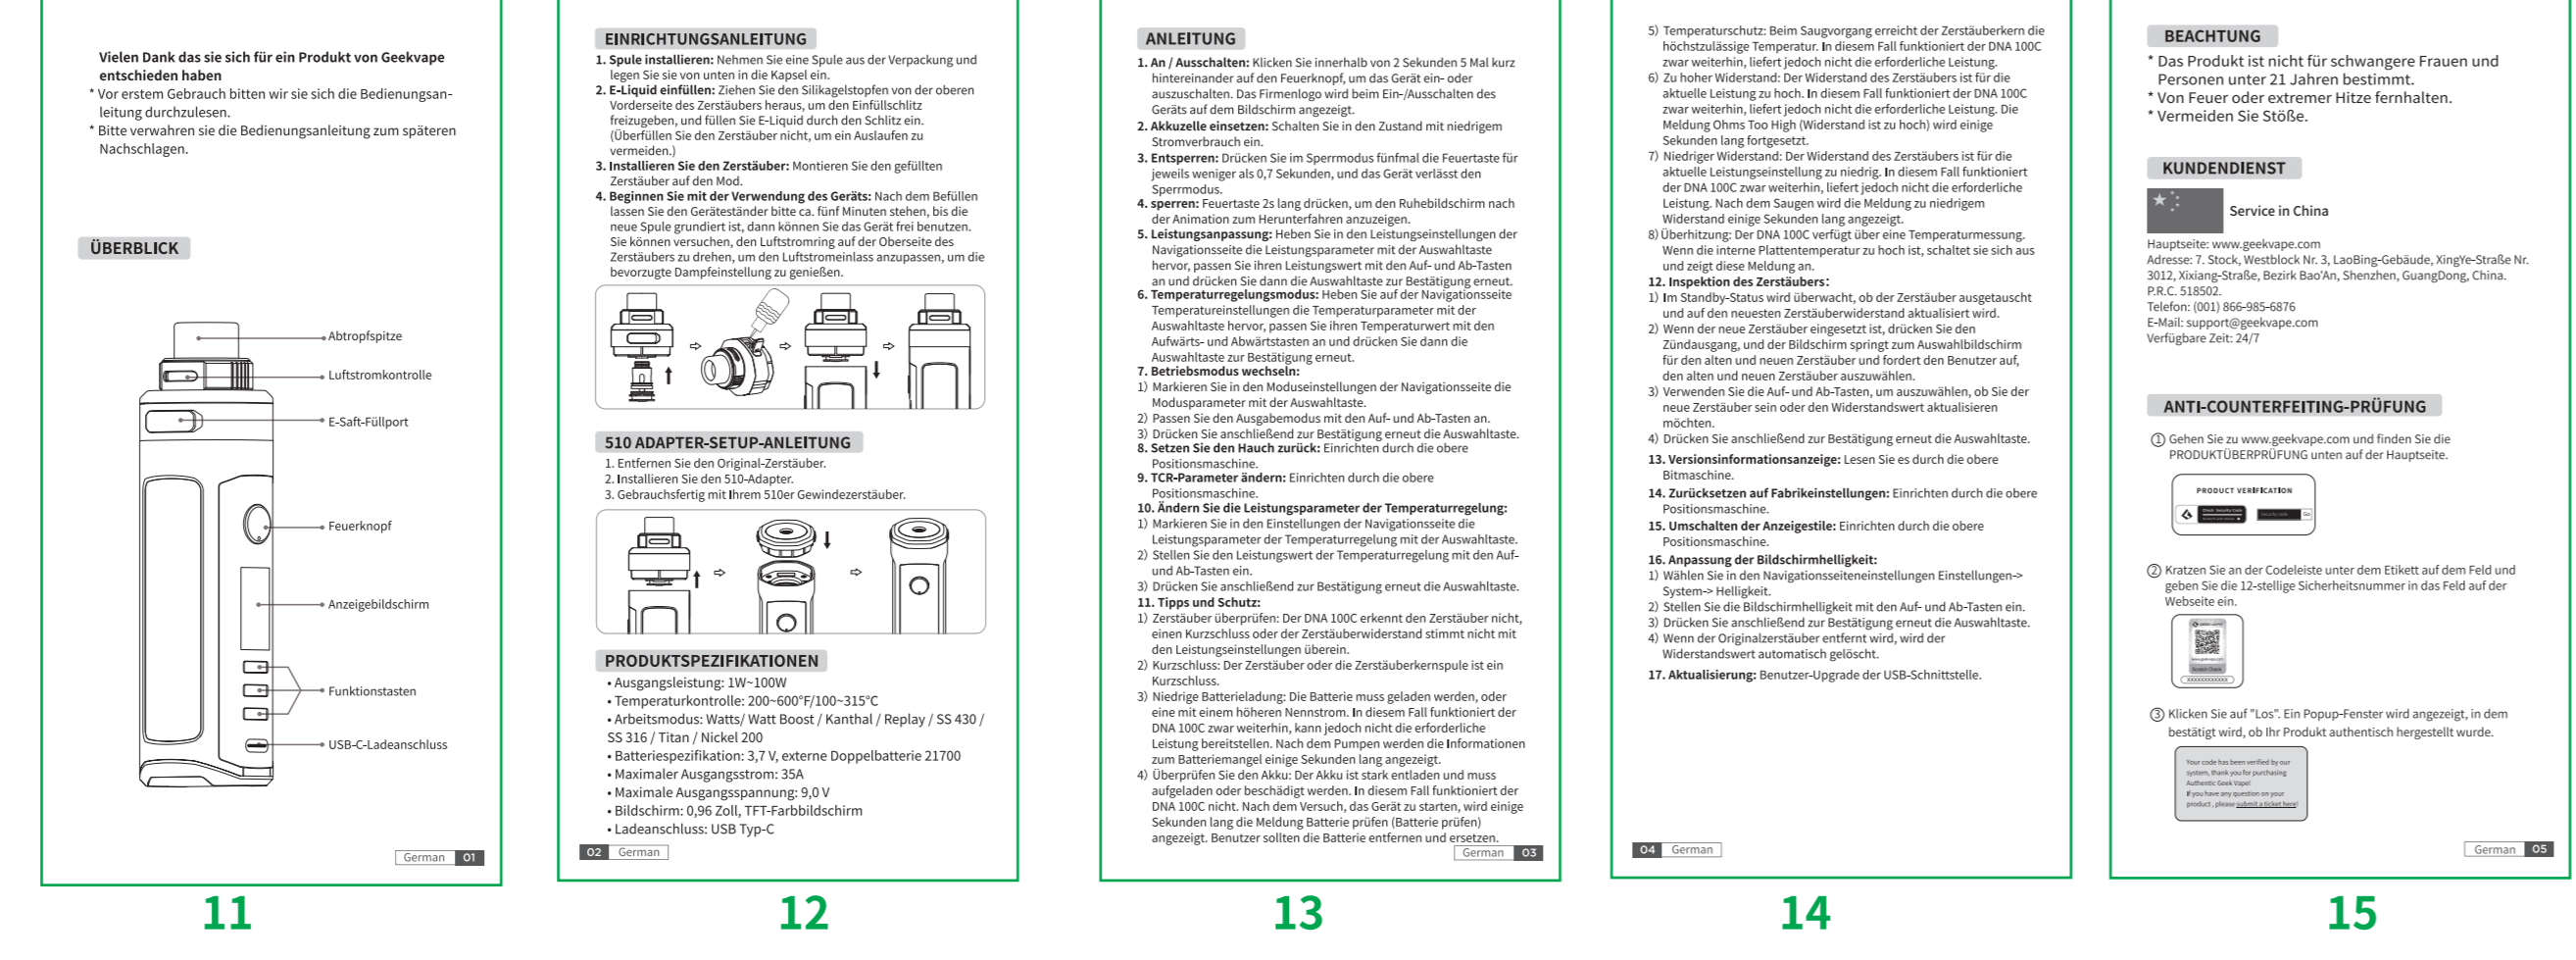 Vielen Dank das sie sich für ein Produkt von Geekvape
entschieden haben
* Vor erstem Gebrauch bitten wir sie sich die Bedienungsan-
leitung durchzulesen.
* Bitte verwahren sie die Bedienungsanleitung zum späteren
Nachschlagen.
ÜBERBLICK
Abtropfspitze
Luftstromkontrolle
E-Saft-Füllport
Feuerknopf
Anzeigebildschirm
Funktionstasten
USB-C-Ladeanschluss
German 01
11
EINRICHTUNGSANLEITUNG
1. Spule installieren: Nehmen Sie eine Spule aus der Verpackung und
legen Sie sie von unten in die Kapsel ein.
2. E-Liquid einfüllen: Ziehen Sie den Silikagelstopfen von der oberen
Vorderseite des Zerstäubers heraus, um den Einfüllschlitz
freizugeben, und füllen Sie E-Liquid durch den Schlitz ein.
(Überfüllen Sie den Zerstäuber nicht, um ein Auslaufen zu
vermeiden.)
3. Installieren Sie den Zerstäuber: Montieren Sie den gefüllten
Zerstäuber auf den Mod.
4. Beginnen Sie mit der Verwendung des Geräts: Nach dem Befüllen
lassen Sie den Geräteständer bitte ca. fünf Minuten stehen, bis die
neue Spule grundiert ist, dann können Sie das Gerät frei benutzen.
Sie können versuchen, den Luftstromring auf der Oberseite des
Zerstäubers zu drehen, um den Luftstromeinlass anzupassen, um die
bevorzugte Dampfeinstellung zu genießen.
510 ADAPTER-SETUP-ANLEITUNG
1. Entfernen Sie den Original-Zerstäuber.
2. Installieren Sie den 510-Adapter.
3. Gebrauchsfertig mit Ihrem 510er Gewindezerstäuber.
PRODUKTSPEZIFIKATIONEN
• Ausgangsleistung: 1W~100W
• Temperaturkontrolle: 200~600°F/100~315°C
• Arbeitsmodus: Watts/ Watt Boost / Kanthal / Replay / SS 430 /
SS 316 / Titan / Nickel 200
• Batteriespezifikation: 3,7 V, externe Doppelbatterie 21700
• Maximaler Ausgangsstrom: 35A
• Maximale Ausgangsspannung: 9,0 V
• Bildschirm: 0,96 Zoll, TFT-Farbbildschirm
• Ladeanschluss: USB Typ-C
02 German
12
ANLEITUNG
1. An / Ausschalten: Klicken Sie innerhalb von 2 Sekunden 5 Mal kurz
hintereinander auf den Feuerknopf, um das Gerät ein- oder
auszuschalten. Das Firmenlogo wird beim Ein-/Ausschalten des
Geräts auf dem Bildschirm angezeigt.
2. Akkuzelle einsetzen: Schalten Sie in den Zustand mit niedrigem
Stromverbrauch ein.
3. Entsperren: Drücken Sie im Sperrmodus fünfmal die Feuertaste für
jeweils weniger als 0,7 Sekunden, und das Gerät verlässt den
Sperrmodus.
4. sperren: Feuertaste 2s lang drücken, um den Ruhebildschirm nach
der Animation zum Herunterfahren anzuzeigen.
5. Leistungsanpassung: Heben Sie in den Leistungseinstellungen der
Navigationsseite die Leistungsparameter mit der Auswahltaste
hervor, passen Sie ihren Leistungswert mit den Auf- und Ab-Tasten
an und drücken Sie dann die Auswahltaste zur Bestätigung erneut.
6. Temperaturregelungsmodus: Heben Sie auf der Navigationsseite
Temperatureinstellungen die Temperaturparameter mit der
Auswahltaste hervor, passen Sie ihren Temperaturwert mit den
Aufwärts- und Abwärtstasten an und drücken Sie dann die
Auswahltaste zur Bestätigung erneut.
7. Betriebsmodus wechseln:
1) Markieren Sie in den Moduseinstellungen der Navigationsseite die
Modusparameter mit der Auswahltaste.
2) Passen Sie den Ausgabemodus mit den Auf- und Ab-Tasten an.
3) Drücken Sie anschließend zur Bestätigung erneut die Auswahltaste.
8. Setzen Sie den Hauch zurück: Einrichten durch die obere
Positionsmaschine.
9. TCR-Parameter ändern: Einrichten durch die obere
Positionsmaschine.
10. Ändern Sie die Leistungsparameter der Temperaturregelung:
1) Markieren Sie in den Einstellungen der Navigationsseite die
Leistungsparameter der Temperaturregelung mit der Auswahltaste.
2) Stellen Sie den Leistungswert der Temperaturregelung mit den Auf-
und Ab-Tasten ein.
3) Drücken Sie anschließend zur Bestätigung erneut die Auswahltaste.
11. Tipps und Schutz:
1) Zerstäuber überprüfen: Der DNA 100C erkennt den Zerstäuber nicht,
einen Kurzschluss oder der Zerstäuberwiderstand stimmt nicht mit
den Leistungseinstellungen überein.
2) Kurzschluss: Der Zerstäuber oder die Zerstäuberkernspule ist ein
Kurzschluss.
3) Niedrige Batterieladung: Die Batterie muss geladen werden, oder
eine mit einem höheren Nennstrom. In diesem Fall funktioniert der
DNA 100C zwar weiterhin, kann jedoch nicht die erforderliche
Leistung bereitstellen. Nach dem Pumpen werden die Informationen
zum Batteriemangel einige Sekunden lang angezeigt.
4) Überprüfen Sie den Akku: Der Akku ist stark entladen und muss
aufgeladen oder beschädigt werden. In diesem Fall funktioniert der
DNA 100C nicht. Nach dem Versuch, das Gerät zu starten, wird einige
Sekunden lang die Meldung Batterie prüfen (Batterie prüfen)
angezeigt. Benutzer sollten die Batterie entfernen und ersetzen.
German 03
13
5) Temperaturschutz: Beim Saugvorgang erreicht der Zerstäuberkern die
höchstzulässige Temperatur. In diesem Fall funktioniert der DNA 100C
zwar weiterhin, liefert jedoch nicht die erforderliche Leistung.
6) Zu hoher Widerstand: Der Widerstand des Zerstäubers ist für die
aktuelle Leistung zu hoch. In diesem Fall funktioniert der DNA 100C
zwar weiterhin, liefert jedoch nicht die erforderliche Leistung. Die
Meldung Ohms Too High (Widerstand ist zu hoch) wird einige
Sekunden lang fortgesetzt.
7) Niedriger Widerstand: Der Widerstand des Zerstäubers ist für die
aktuelle Leistungseinstellung zu niedrig. In diesem Fall funktioniert
der DNA 100C zwar weiterhin, liefert jedoch nicht die erforderliche
Leistung. Nach dem Saugen wird die Meldung zu niedrigem
Widerstand einige Sekunden lang angezeigt.
8) Überhitzung: Der DNA 100C verfügt über eine Temperaturmessung.
Wenn die interne Plattentemperatur zu hoch ist, schaltet sie sich aus
und zeigt diese Meldung an.
12. Inspektion des Zerstäubers:
1) Im Standby-Status wird überwacht, ob der Zerstäuber ausgetauscht
und auf den neuesten Zerstäuberwiderstand aktualisiert wird.
2) Wenn der neue Zerstäuber eingesetzt ist, drücken Sie den
Zündausgang, und der Bildschirm springt zum Auswahlbildschirm
für den alten und neuen Zerstäuber und fordert den Benutzer auf,
den alten und neuen Zerstäuber auszuwählen.
3) Verwenden Sie die Auf- und Ab-Tasten, um auszuwählen, ob Sie der
neue Zerstäuber sein oder den Widerstandswert aktualisieren
möchten.
4) Drücken Sie anschließend zur Bestätigung erneut die Auswahltaste.
13. Versionsinformationsanzeige: Lesen Sie es durch die obere
Bitmaschine.
14. Zurücksetzen auf Fabrikeinstellungen: Einrichten durch die obere
Positionsmaschine.
15. Umschalten der Anzeigestile: Einrichten durch die obere
Positionsmaschine.
16. Anpassung der Bildschirmhelligkeit:
1) Wählen Sie in den Navigationsseiteneinstellungen Einstellungen->
System-> Helligkeit.
2) Stellen Sie die Bildschirmhelligkeit mit den Auf- und Ab-Tasten ein.
3) Drücken Sie anschließend zur Bestätigung erneut die Auswahltaste.
4) Wenn der Originalzerstäuber entfernt wird, wird der
Widerstandswert automatisch gelöscht.
17. Aktualisierung: Benutzer-Upgrade der USB-Schnittstelle.
04 German
14
BEACHTUNG
* Das Produkt ist nicht für schwangere Frauen und
Personen unter 21 Jahren bestimmt.
* Von Feuer oder extremer Hitze fernhalten.
* Vermeiden Sie Stöße.
KUNDENDIENST
Service in China
Hauptseite: www.geekvape.com
Adresse: 7. Stock, Westblock Nr. 3, LaoBing-Gebäude, XingYe-Straße Nr.
3012, Xixiang-Straße, Bezirk Bao'An, Shenzhen, GuangDong, China.
P.R.C. 518502.
Telefon: (001) 866-985-6876
E-Mail: support@geekvape.com
Verfügbare Zeit: 24/7
ANTI-COUNTERFEITING-PRÜFUNG
① Gehen Sie zu www.geekvape.com und finden Sie die
PRODUKTÜBERPRÜFUNG unten auf der Hauptseite.
PRODUCT VERIFICATION
Check Security Code
Security code Go
② Kratzen Sie an der Codeleiste unter dem Etikett auf dem Feld und
geben Sie die 12-stellige Sicherheitsnummer in das Feld auf der
Webseite ein.
www.geekvape.com
Scratch Check
③ Klicken Sie auf "Los". Ein Popup-Fenster wird angezeigt, in dem
bestätigt wird, ob Ihr Produkt authentisch hergestellt wurde.
Your code has been verified by our
system, thank you for purchasing
Authentic Geek Vape!
If you have any question on your
product , please submit a ticket here!
German 05
15